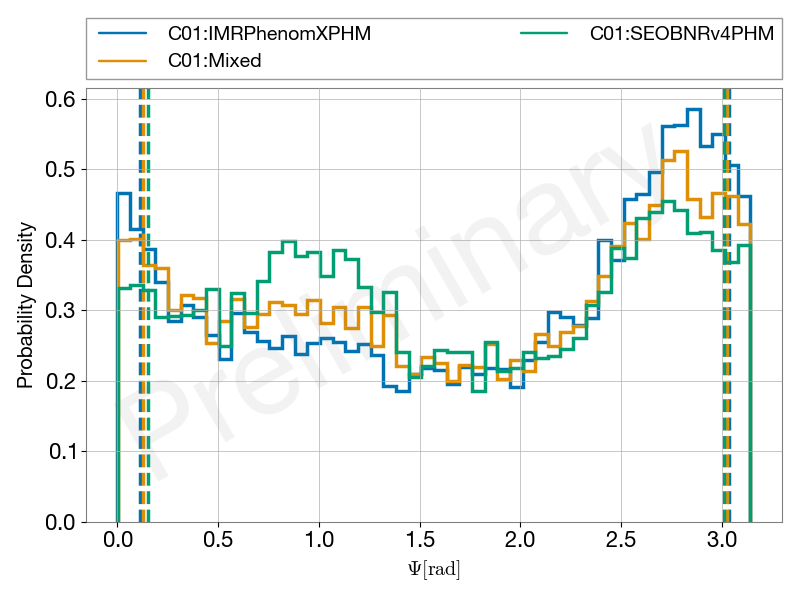 C01:IMRPhenomXPHM
C01:Mixed
C01:SEOBNRv4PHM
0.6
0.5
0.4
0.3
0.2
0.1
0.0
Probability Density
Preliminary
0.0 0.5 1.0 1.5 2.0 2.5 3.0
Ψ[rad]